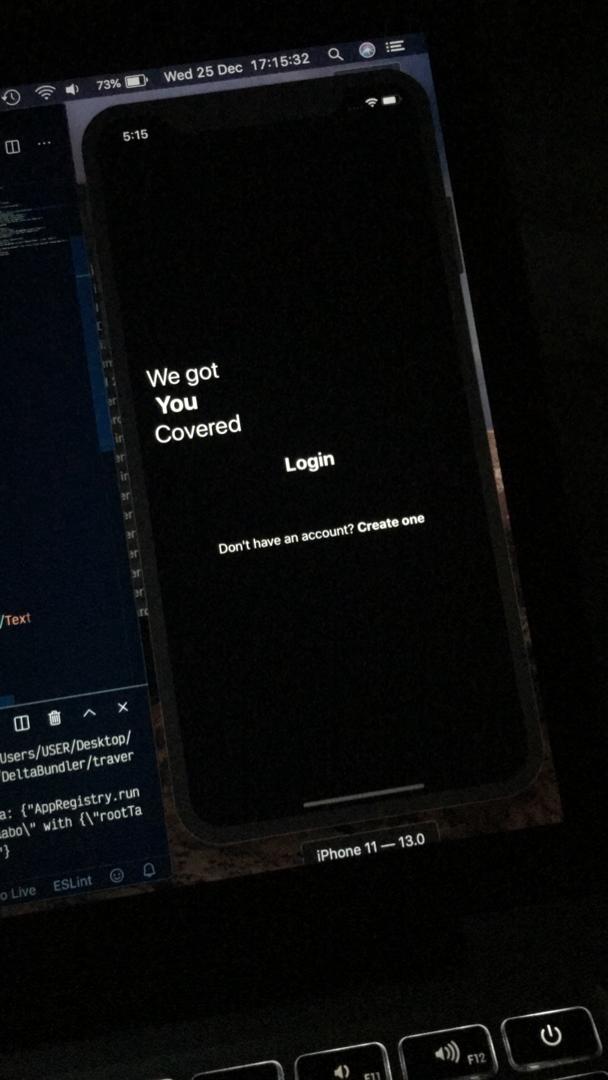 73% Wed 25 Dec 17:15:32
5:15
We got
You
Covered
Login
Don't have an account? Create one
/Text
Users/USER/Desktop/
DeltaBundler/traver
a: {"AppRegistry.run
abo\" with {\"rootTa
"}
Live ESLint
iPhone 11 — 13.0
F11 F12